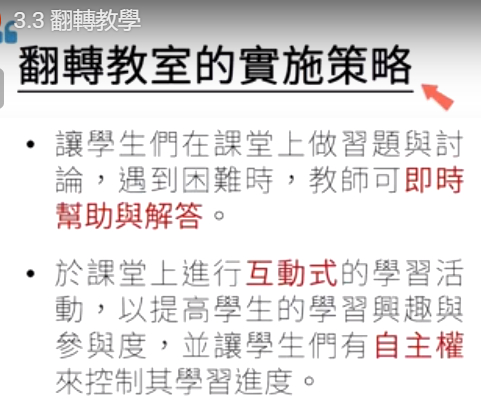 3.3 翻轉教學
翻轉教室的實施策略
• 讓學生們在課堂上做習題與討
論，遇到困難時，教師可即時
幫助與解答。
• 於課堂上進行互動式的學習活
動，以提高學生的學習興趣與
參與度，並讓學生們有自主權
來控制其學習進度。